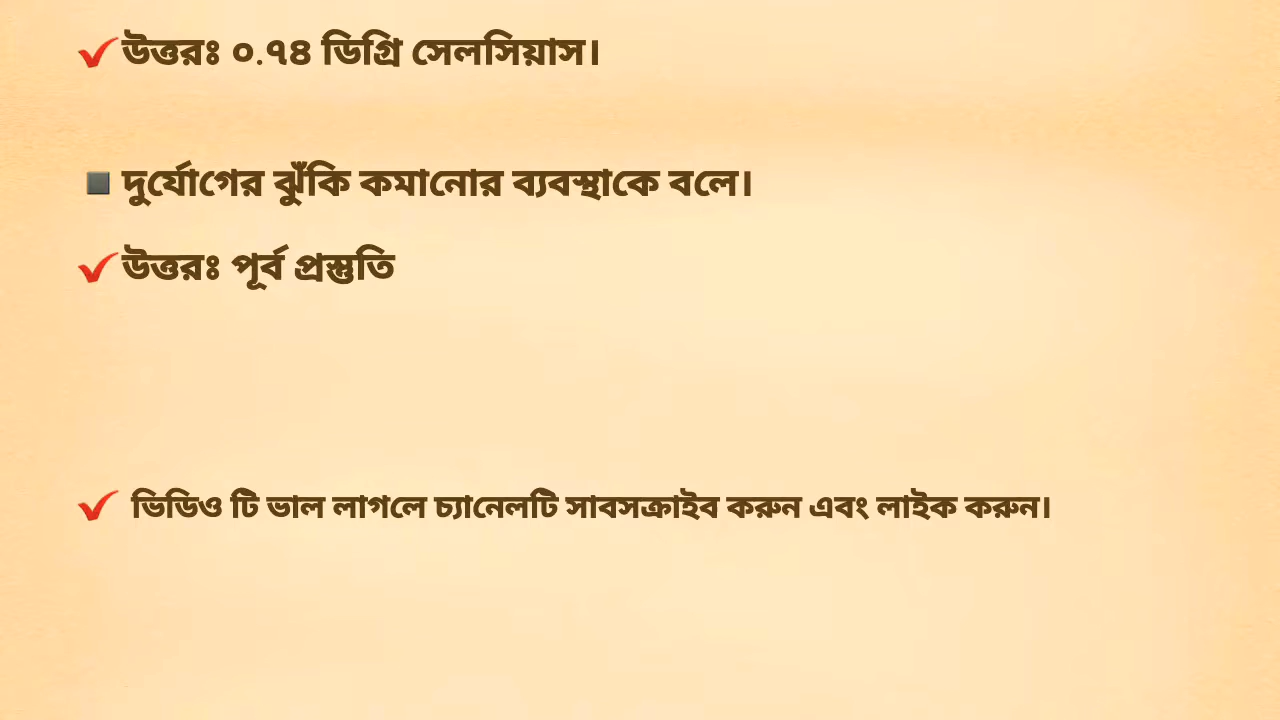 উত্তরঃ ০.৭৪ ডিগ্রি সেলসিয়াস।
দুর্যোগের ঝুঁকি কমানোর ব্যবস্থাকে বলে।
উত্তরঃ পূর্ব প্রস্তুতি
ভিডিও টি ভাল লাগলে চ্যানেলটি সাবসক্রাইব করুন এবং লাইক করুন।